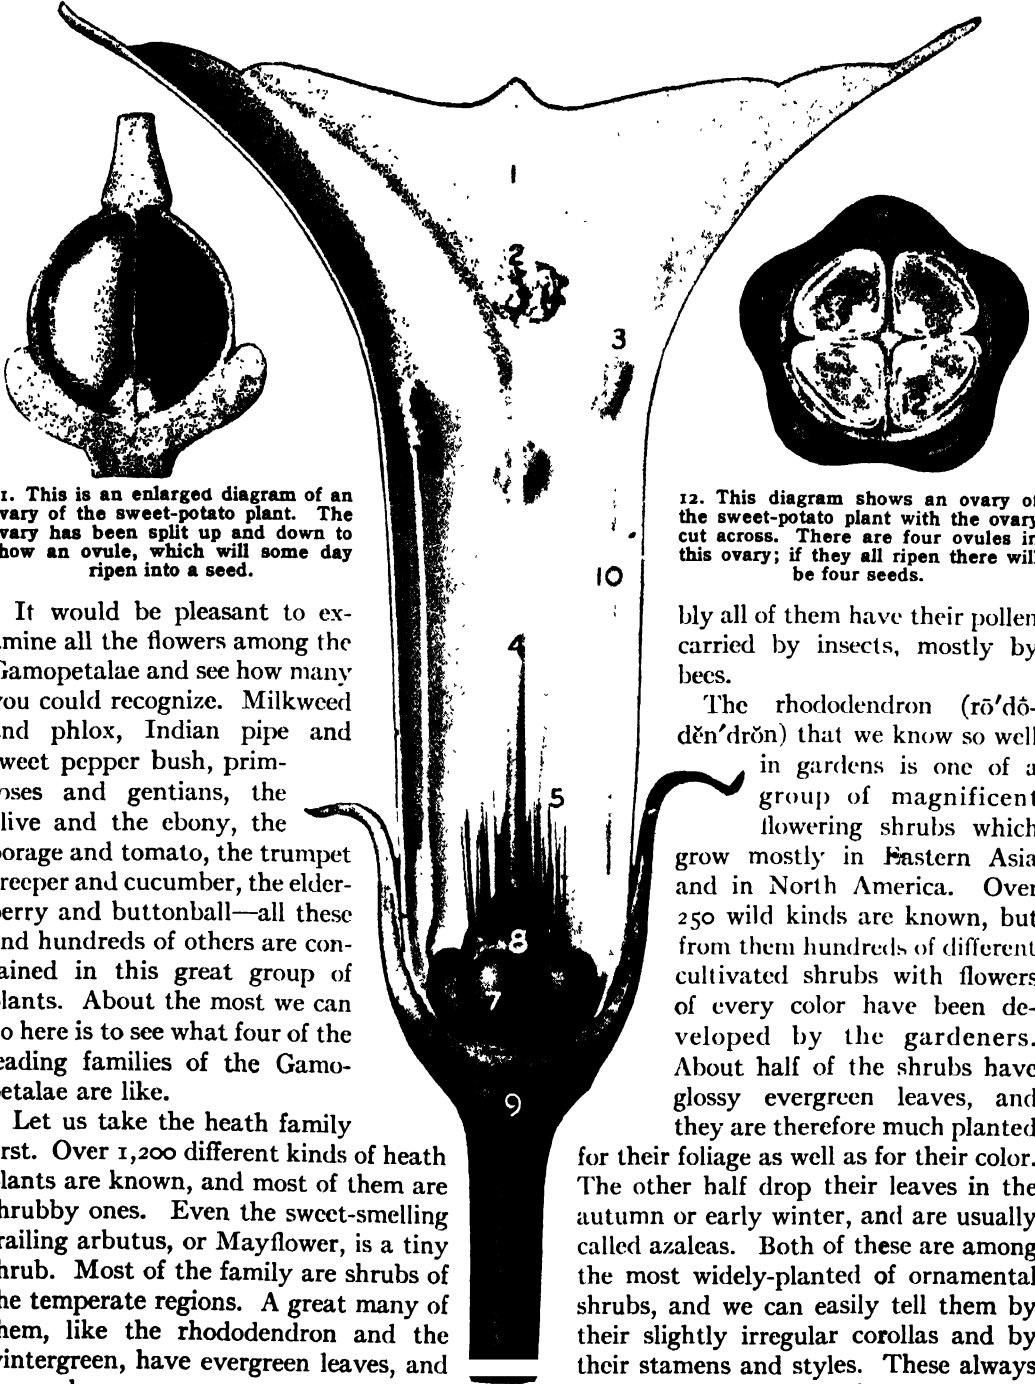 1
2
3
10
4
5
8
7
9
1. This is an enlarged diagram of an
vary of the sweet-potato plant. The
vary has been split up and down to
how an ovule, which will some day
ripen into a seed.
12. This diagram shows an ovary of
the sweet-potato plant with the ovary
cut across. There are four ovules in
this ovary; if they all ripen there will
be four seeds.
It would be pleasant to ex-
mine all the flowers among the
Gamopetalae and see how many
you could recognize. Milkweed
nd phlox, Indian pipe and
weet pepper bush, prim-
oses and gentians, the
live and the ebony, the
borage and tomato, the trumpet
reeper and cucumber, the elder-
berry and buttonball—all these
nd hundreds of others are con-
ained in this great group of
lants. About the most we can
o here is to see what four of the
eading families of the Gamo-
petalae are like.
Let us take the heath family
rst. Over 1,200 different kinds of heath
lants are known, and most of them are
hrubby ones. Even the sweet-smelling
railing arbutus, or Mayflower, is a tiny
hrub. Most of the family are shrubs of
he temperate regions. A great many of
hem, like the rhododendron and the
wintergreen, have evergreen leaves, and
bly all of them have their pollen
carried by insects, mostly by
bees.
The rhododendron (rō′dô-
dĕn′drŏn) that we know so well
in gardens is one of a
group of magnificent
flowering shrubs which
grow mostly in Eastern Asia
and in North America. Over
250 wild kinds are known, but
from them hundreds of different
cultivated shrubs with flowers
of every color have been de-
veloped by the gardeners.
About half of the shrubs have
glossy evergreen leaves, and
they are therefore much planted
for their foliage as well as for their color.
The other half drop their leaves in the
autumn or early winter, and are usually
called azaleas. Both of these are among
the most widely-planted of ornamental
shrubs, and we can easily tell them by
their slightly irregular corollas and by
their stamens and styles. These always